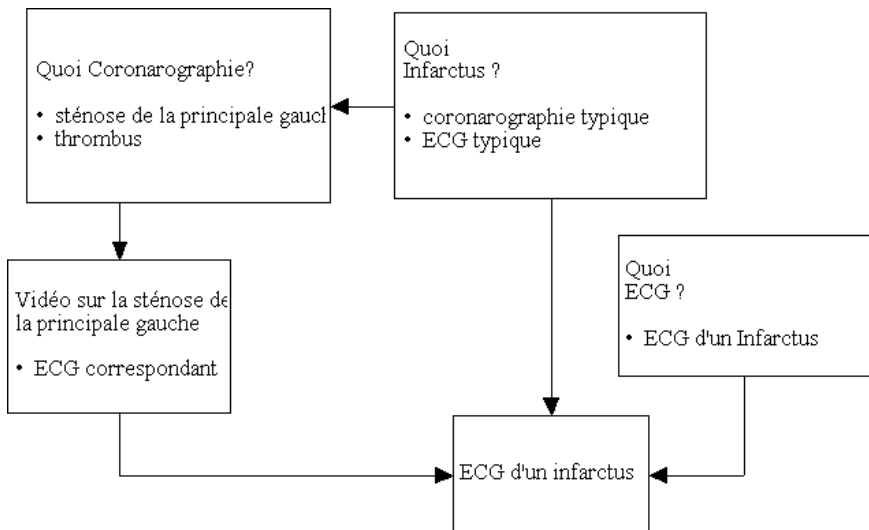 Quoi Coronarographie?
• sténose de la principale gaucl
• thrombus
Quoi
Infarctus ?
• coronarographie typique
• ECG typique
Vidéo sur la sténose de
la principale gauche
• ECG correspondant
Quoi
ECG ?
• ECG d'un Infarctus
ECG d'un infarctus